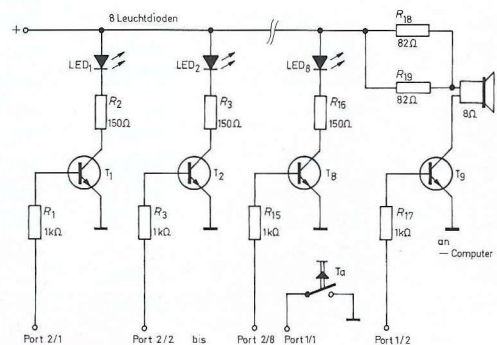 8 Leuchtdioden
+
R18
82Ω
LED1
LED2
LED8
R19
82Ω
8Ω
R2
150Ω
R3
150Ω
R16
150Ω
T1
T2
T8
T9
R1
1kΩ
R3
1kΩ
R15
1kΩ
R17
1kΩ
an
— Computer
Ta
Port 2/1
Port 2/2
bis
Port 2/8
Port 1/1
Port 1/2